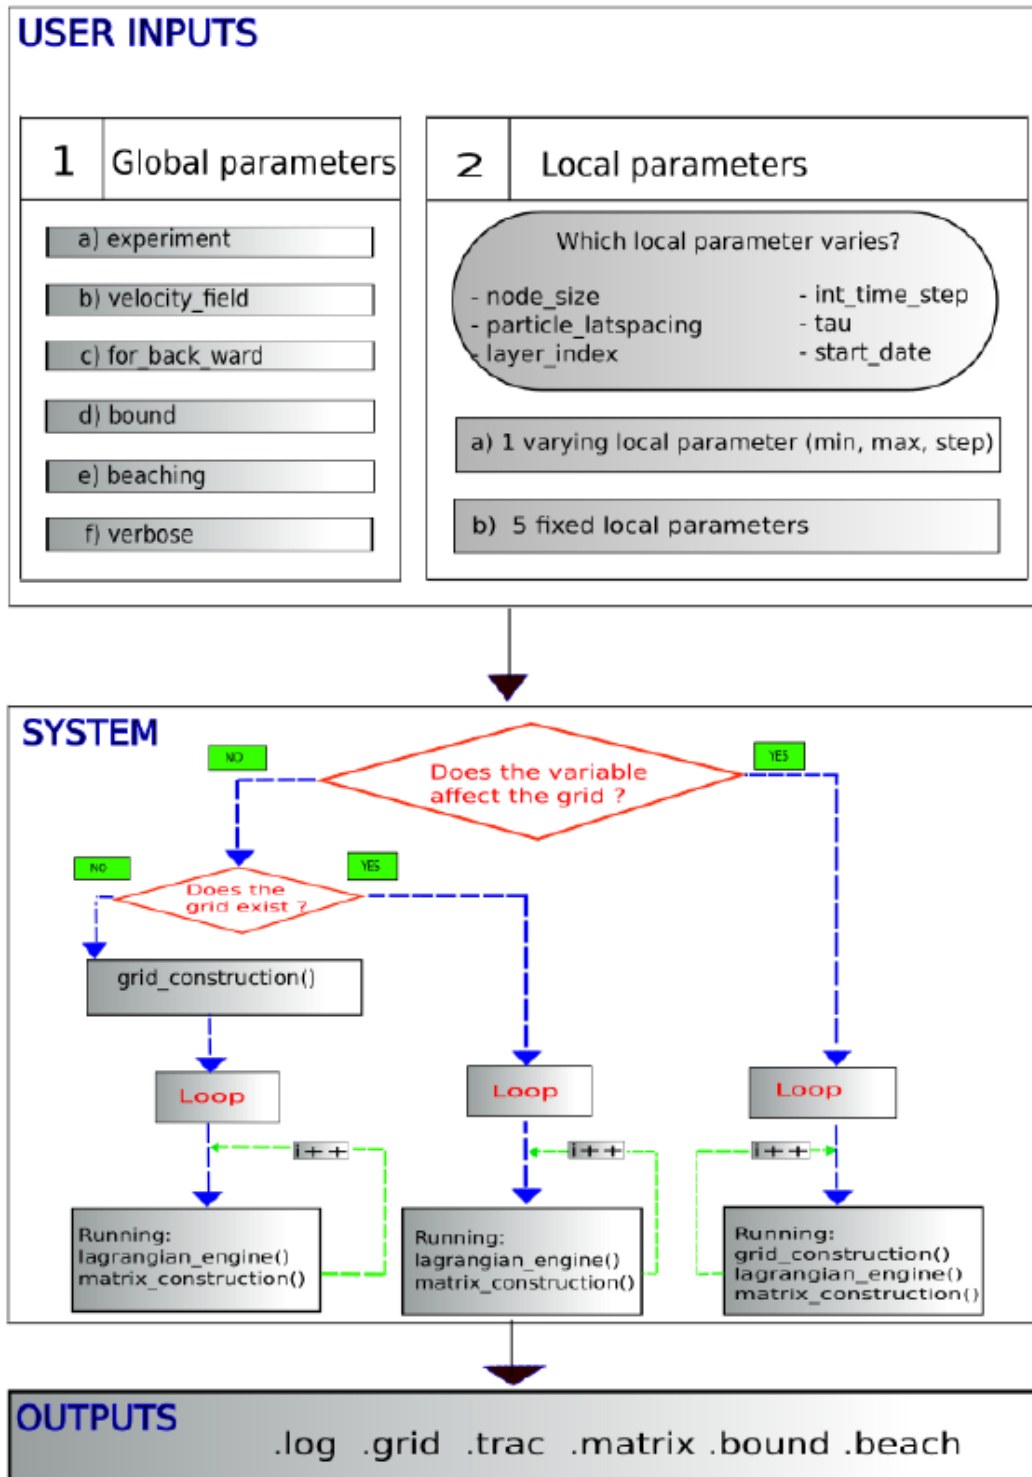 USER INPUTS
1 Global parameters
a) experiment
b) velocity_field
c) for_back_ward
d) bound
e) beaching
f) verbose
2 Local parameters
Which local parameter varies?
- node_size
- particle_latspacing
- layer_index
- int_time_step
- tau
- start_date
a) 1 varying local parameter (min, max, step)
b) 5 fixed local parameters
SYSTEM
NO
YES
Does the variable
affect the grid ?
NO
YES
Does the
grid exist ?
grid_construction()
Loop
Loop
Loop
i++
i++
i++
Running:
lagrangian_engine()
matrix_construction()
Running:
lagrangian_engine()
matrix_construction()
Running:
grid_construction()
lagrangian_engine()
matrix_construction()
OUTPUTS
.log .grid .trac .matrix .bound .beach